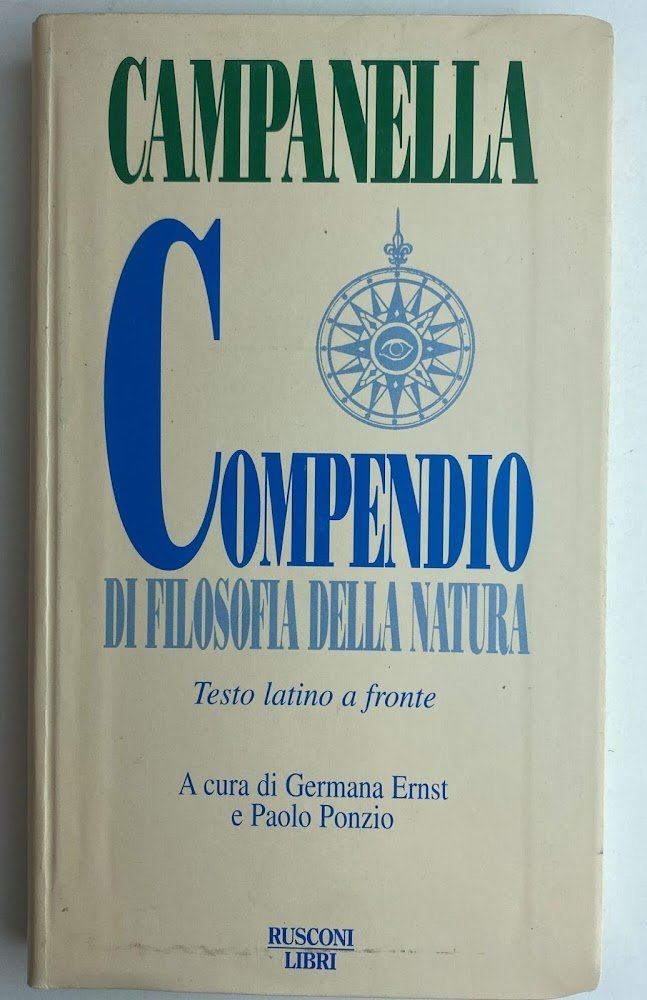 CAMPANELLA
COMPENDIO
DI FILOSOFIA DELLA NATURA
Testo latino a fronte
A cura di Germana Ernst
e Paolo Ponzio
RUSCONI
LIBRI